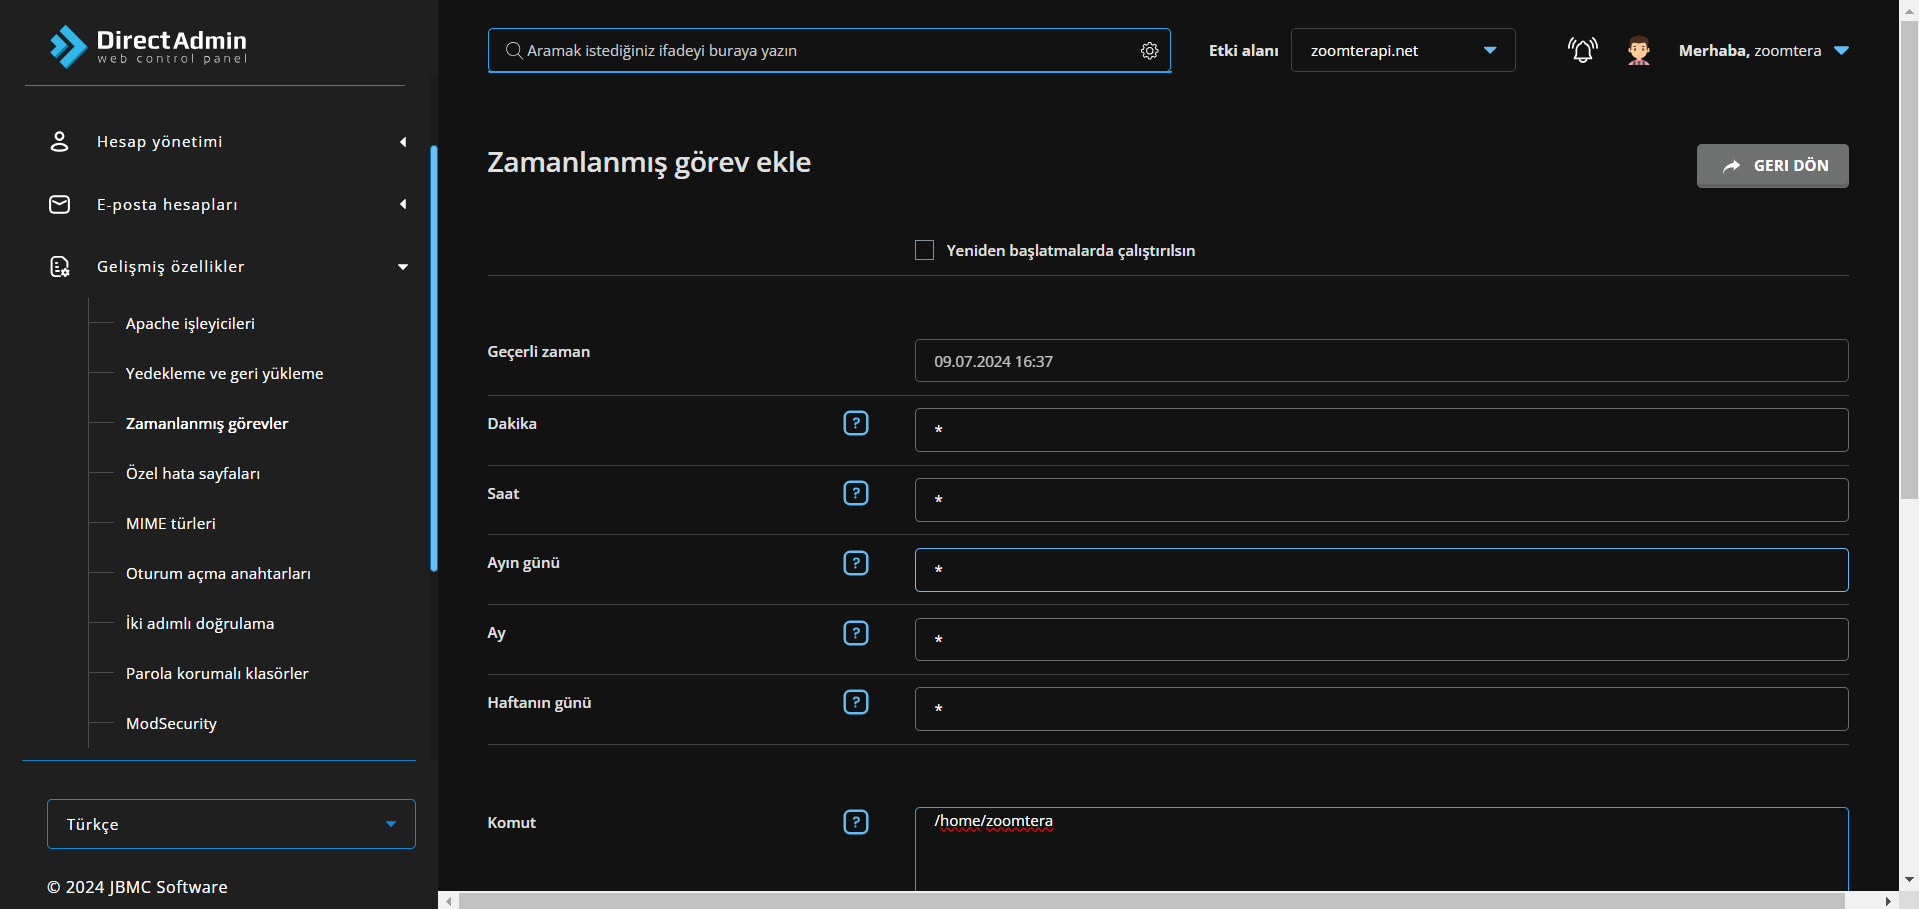 DirectAdmin
web control panel
Hesap yönetimi
E-posta hesapları
Gelişmiş özellikler
Apache işleyicileri
Yedekleme ve geri yükleme
Zamanlanmış görevler
Özel hata sayfaları
MIME türleri
Oturum açma anahtarları
İki adımlı doğrulama
Parola korumalı klasörler
ModSecurity
Türkçe
© 2024 JBMC Software
Aramak istediğiniz ifadeyi buraya yazın
Etki alanı
zoomterapi.net
Merhaba, zoomtera
Zamanlanmış görev ekle
GERI DÖN
Yeniden başlatmalarda çalıştırılsın
Geçerli zaman
09.07.2024 16:37
Dakika ? *
Saat ? *
Ayın günü ? *
Ay ? *
Haftanın günü ? *
Komut ? /home/zoomtera